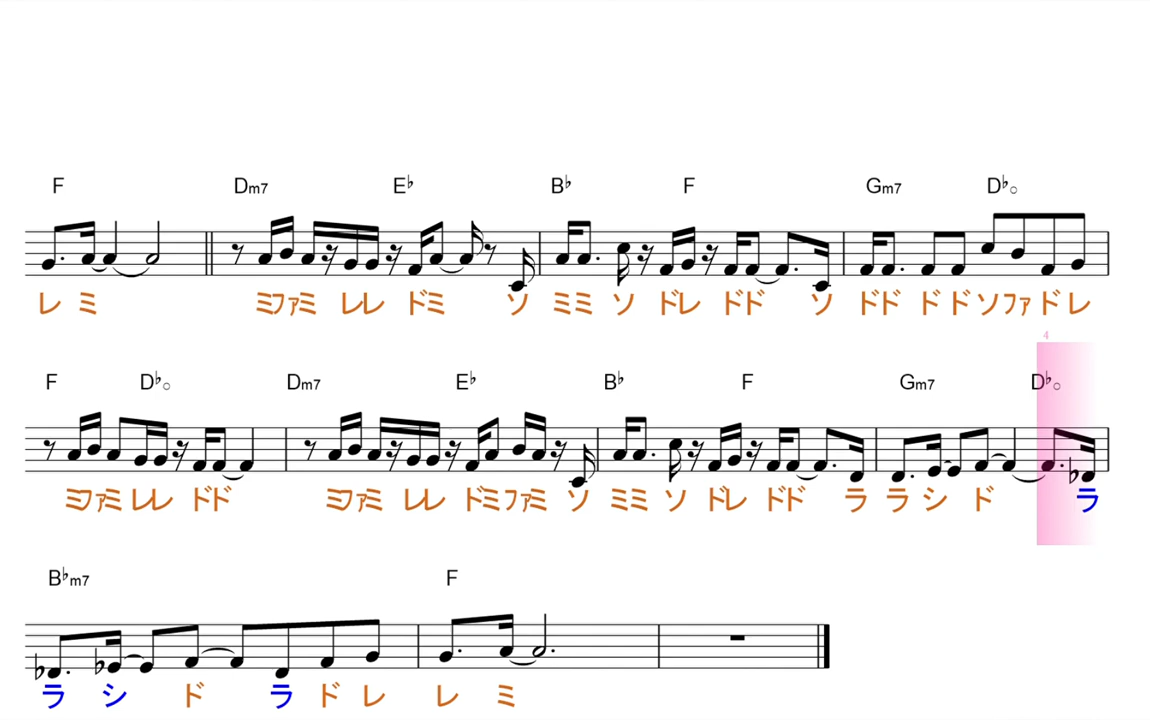 F Dm7 E♭ B♭ F Gm7 D♭○
レ ミ ミファミ レレ ドミ ソ ミミ ソ ドレ ドド ソ ドド ド ド ソ ファ ド レ
4
F D♭○ Dm7 E♭ B♭ F Gm7 D♭○
ミファミ レレ ドド ミファミ レレ ドミ ファミ ソ ミミ ソ ドレ ドド ラ ラ シ ド ラ
B♭m7 F
ラ シ ド ラ ド レ レ ミ